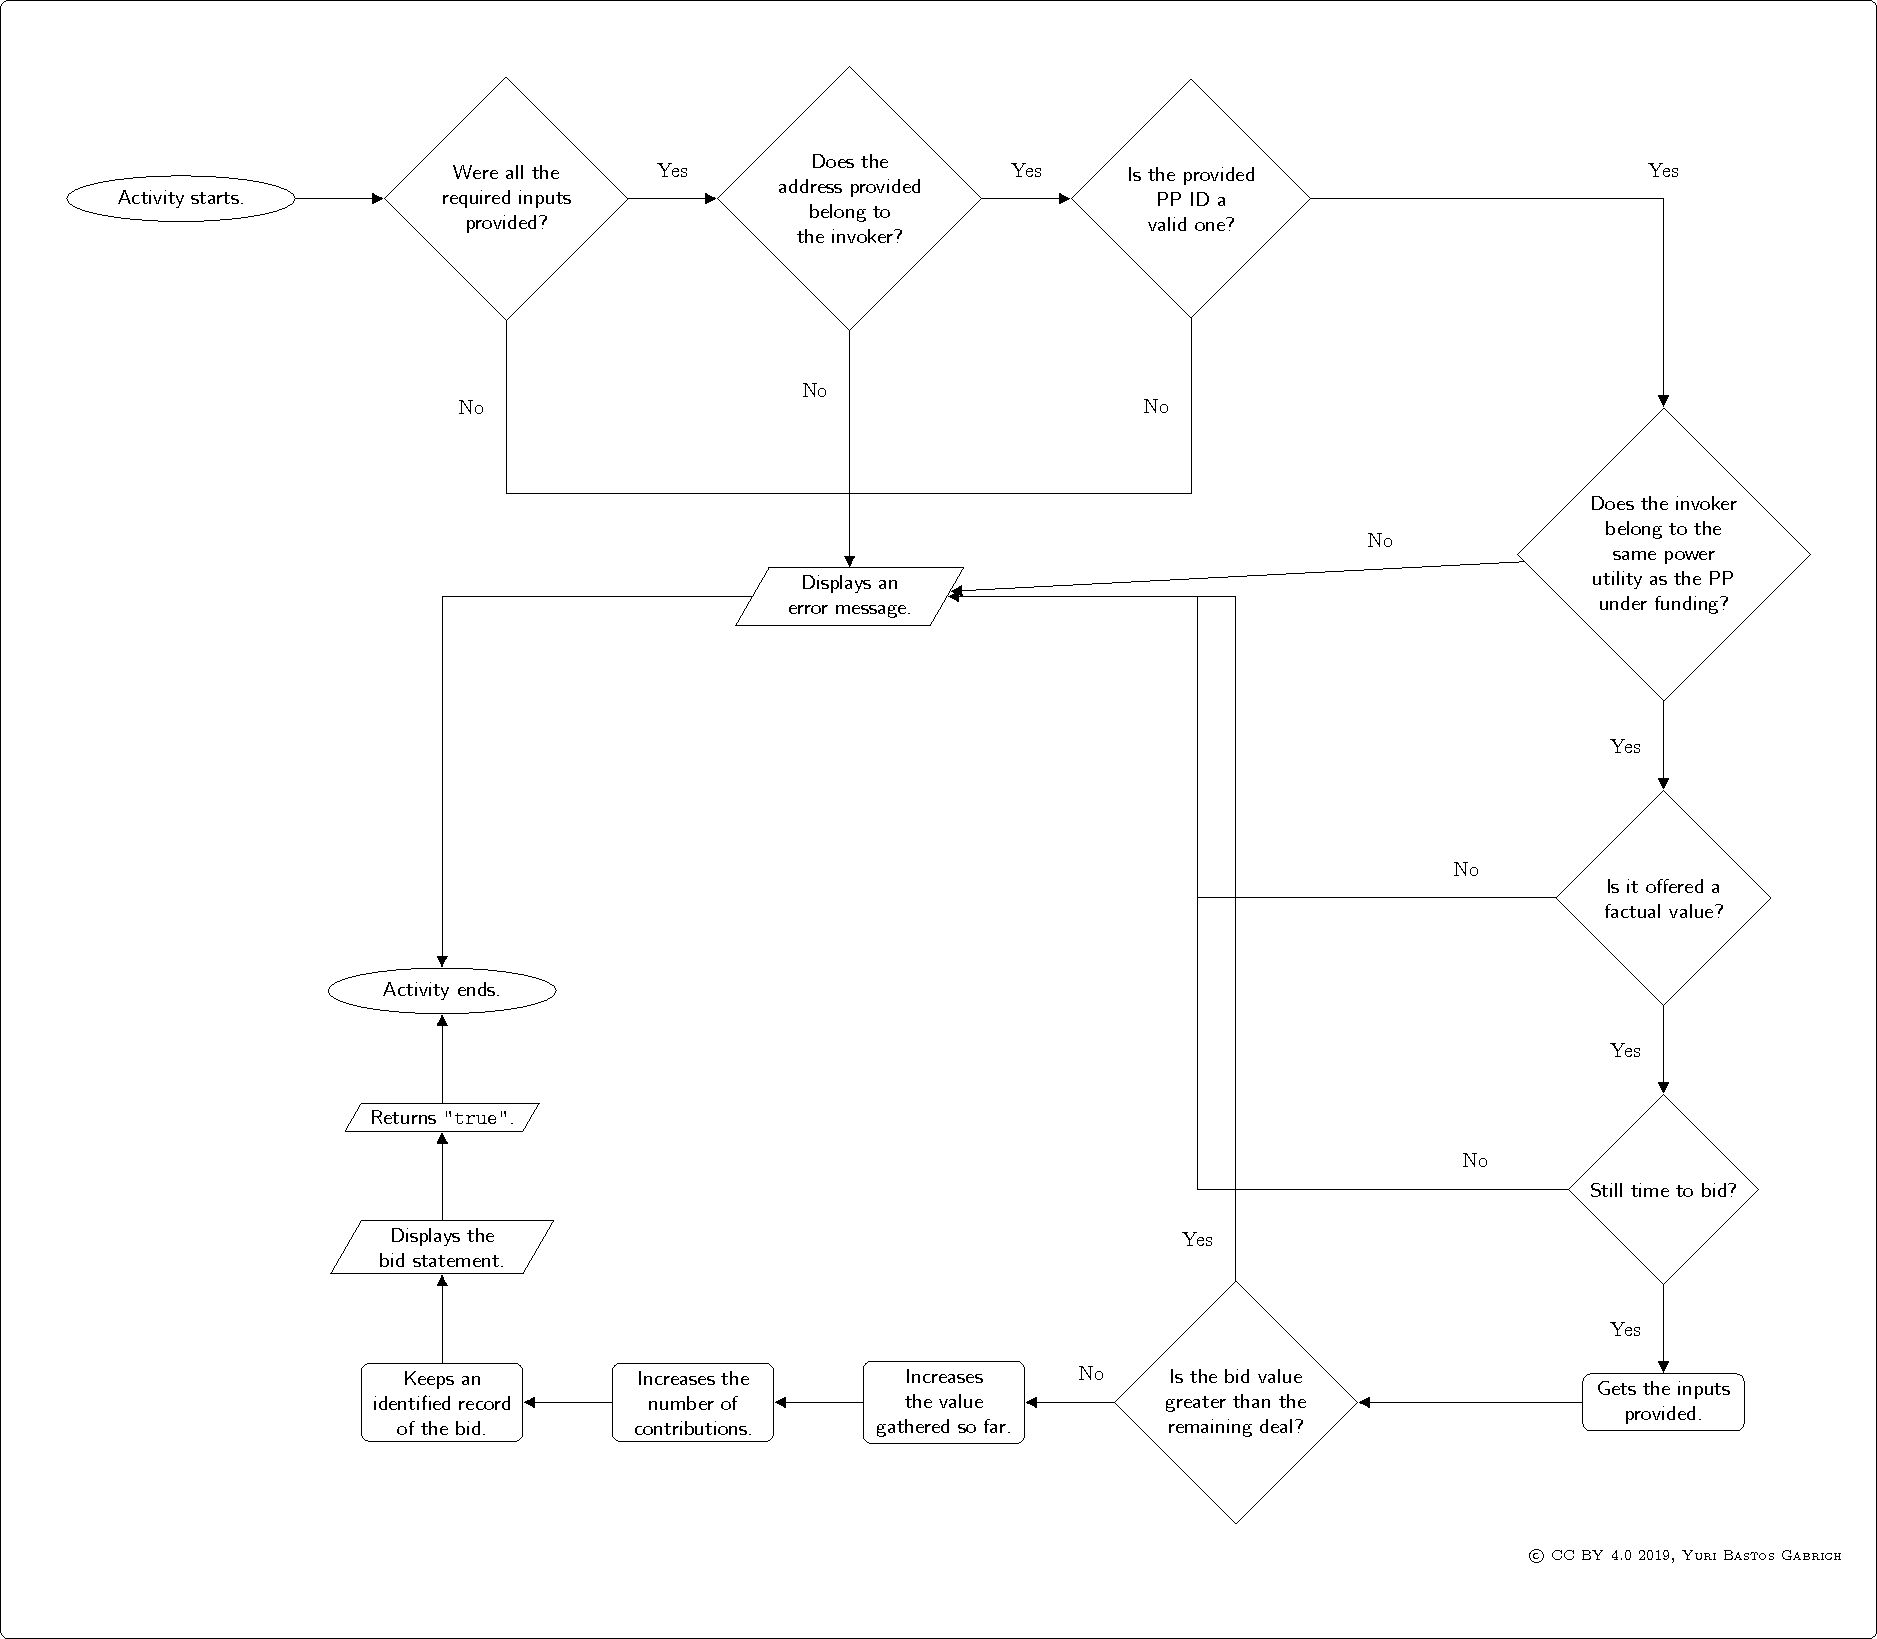 Activity starts.
Were all the
required inputs
provided?
Yes
Does the
address provided
belong to
the invoker?
Yes
Is the provided
PP ID a
valid one?
Yes
No
No
No
Does the invoker
belong to the
same power
utility as the PP
under funding?
No
Displays an
error message.
Yes
No
Is it offered a
factual value?
Activity ends.
Yes
Returns "true".
No
Still time to bid?
Displays the
bid statement.
Yes
Yes
Keeps an
identified record
of the bid.
Increases the
number of
contributions.
Increases
the value
gathered so far.
No
Is the bid value
greater than the
remaining deal?
Gets the inputs
provided.
© CC BY 4.0 2019, Yuri Bastos Gabrich